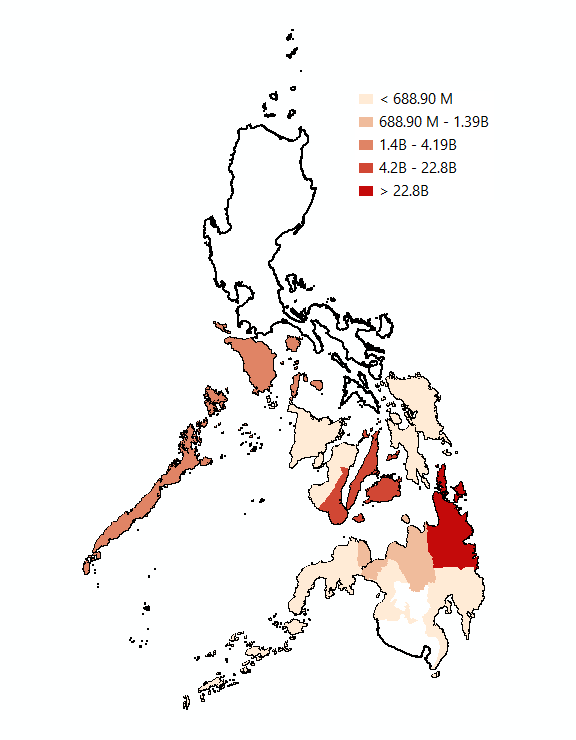 < 688.90 M
688.90 M - 1.39B
1.4B - 4.19B
4.2B - 22.8B
> 22.8B